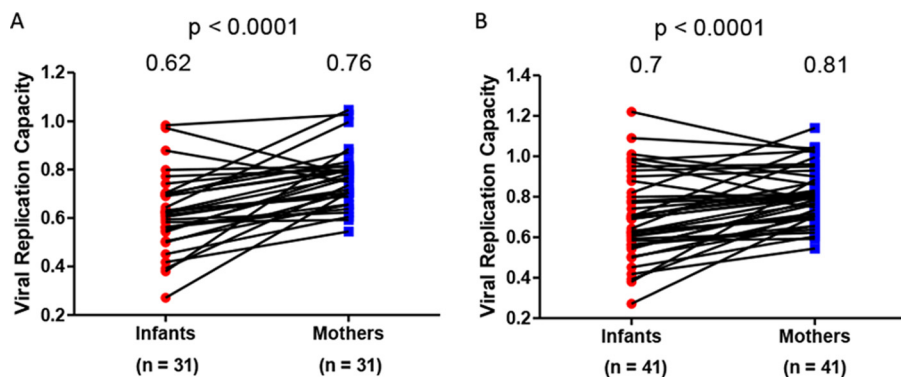 A
p < 0.0001
0.62 0.76
Viral Replication Capacity
1.2
1.0
0.8
0.6
0.4
0.2
Infants Mothers
(n = 31) (n = 31)
B
p < 0.0001
0.7 0.81
Viral Replication Capacity
1.4
1.2
1.0
0.8
0.6
0.4
0.2
Infants Mothers
(n = 41) (n = 41)